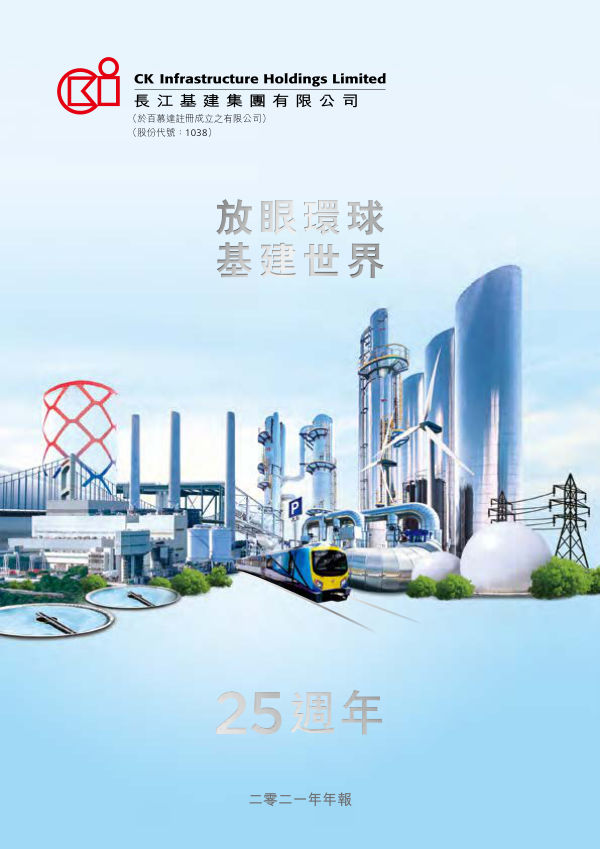 CK Infrastructure Holdings Limited
長江基建集團有限公司
(於百慕達註冊成立之有限公司)
(股份代號：1038)
放眼環球
基建世界
P
25週年
二零二一年年報